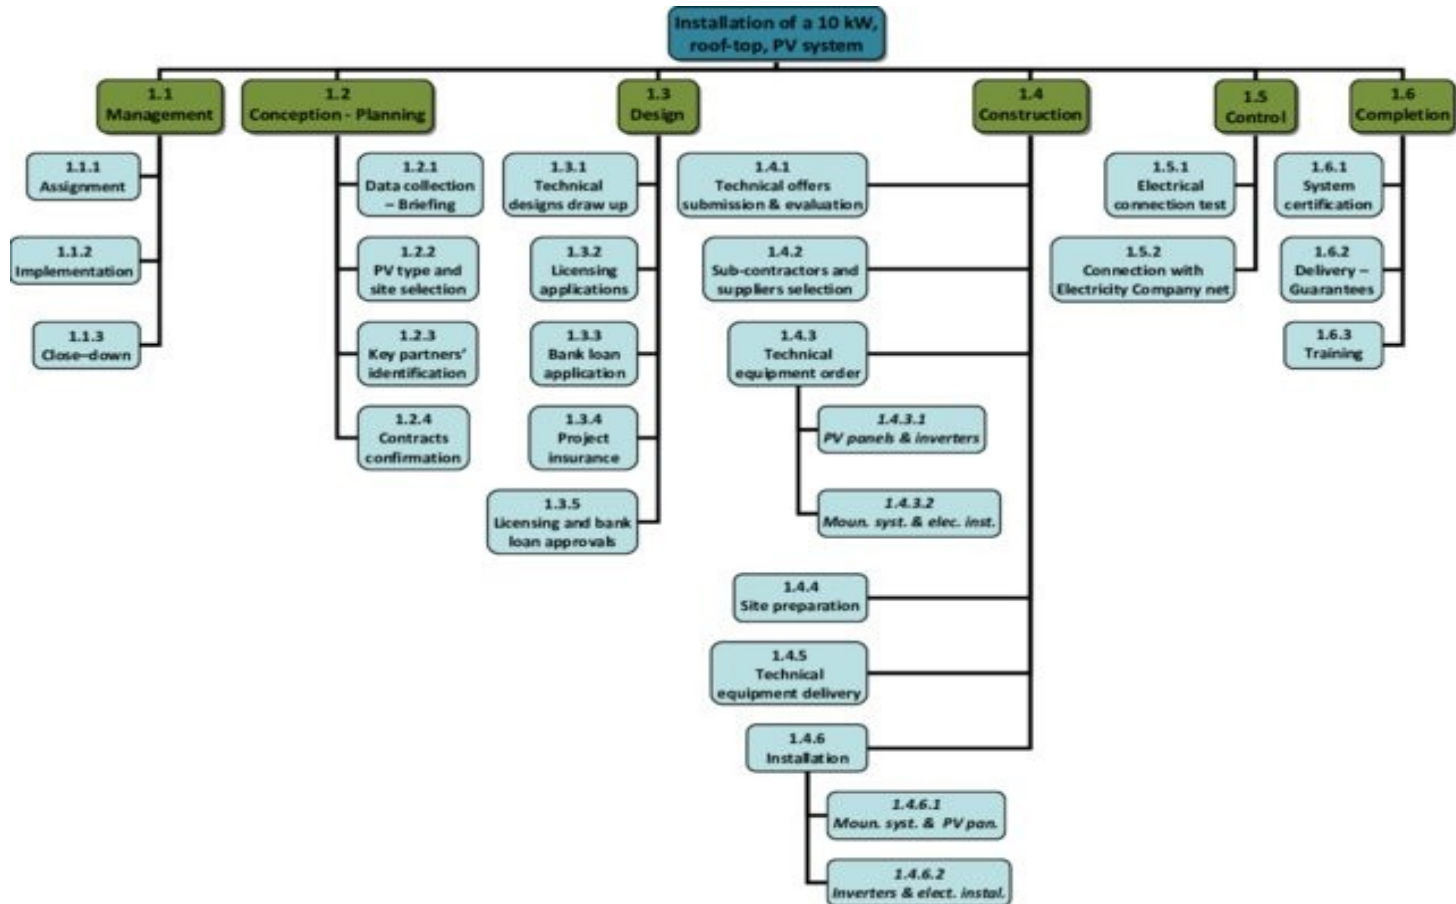 Installation of a 10 kW,
roof-top, PV system
1.1
Management
1.1.1
Assignment
1.1.2
Implementation
1.1.3
Close–down
1.2
Conception - Planning
1.2.1
Data collection
– Briefing
1.2.2
PV type and
site selection
1.2.3
Key partners’
identification
1.2.4
Contracts
confirmation
1.3
Design
1.3.1
Technical
designs draw up
1.3.2
Licensing
applications
1.3.3
Bank loan
application
1.3.4
Project
insurance
1.3.5
Licensing and bank
loan approvals
1.4
Construction
1.4.1
Technical offers
submission & evaluation
1.4.2
Sub-contractors and
suppliers selection
1.4.3
Technical
equipment order
1.4.3.1
PV panels & inverters
1.4.3.2
Moun. syst. & elec. inst.
1.4.4
Site preparation
1.4.5
Technical
equipment delivery
1.4.6
Installation
1.4.6.1
Moun. syst. & PV pan.
1.4.6.2
Inverters & elect. instal.
1.5
Control
1.5.1
Electrical
connection test
1.5.2
Connection with
Electricity Company net
1.6
Completion
1.6.1
System
certification
1.6.2
Delivery –
Guarantees
1.6.3
Training